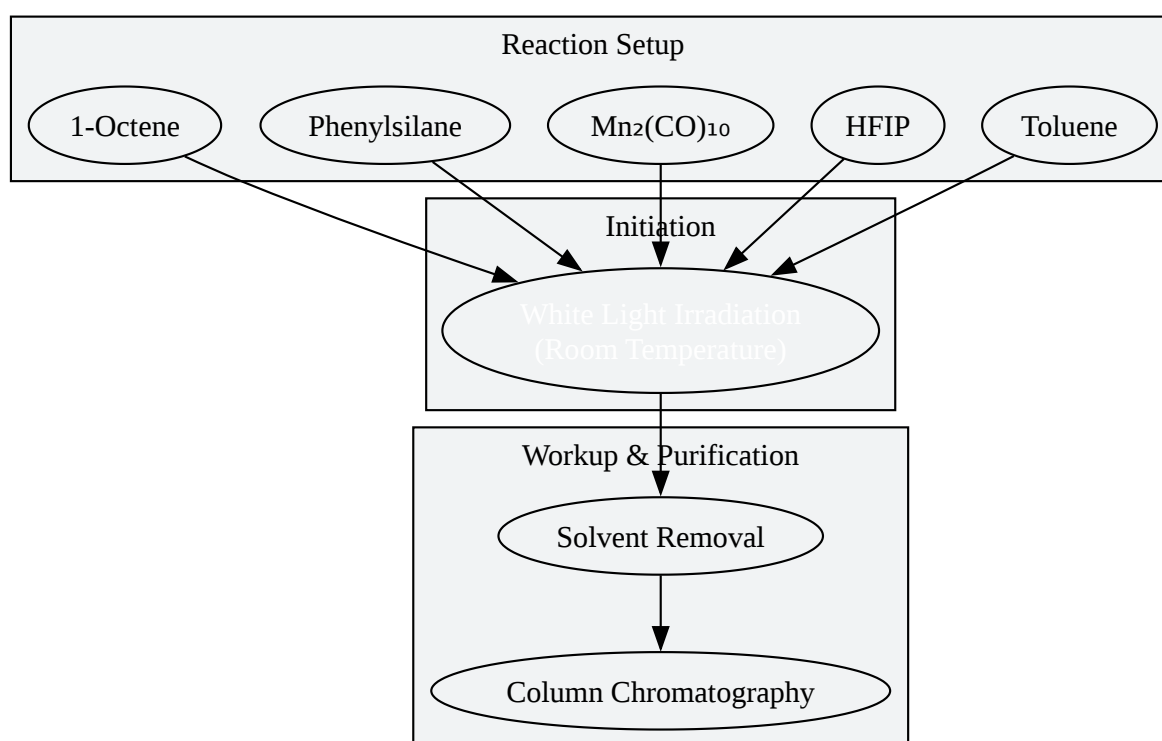 Reaction Setup
1-Octene
Phenylsilane
Mn₂(CO)₁₀
HFIP
Toluene
Initiation
White Light Irradiation
(Room Temperature)
Workup & Purification
Solvent Removal
Column Chromatography